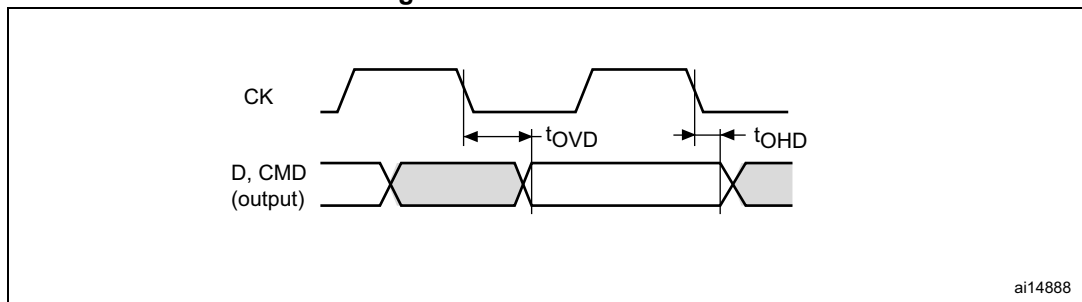 CK
tOVD
tOHD
D, CMD
(output)
ai14888